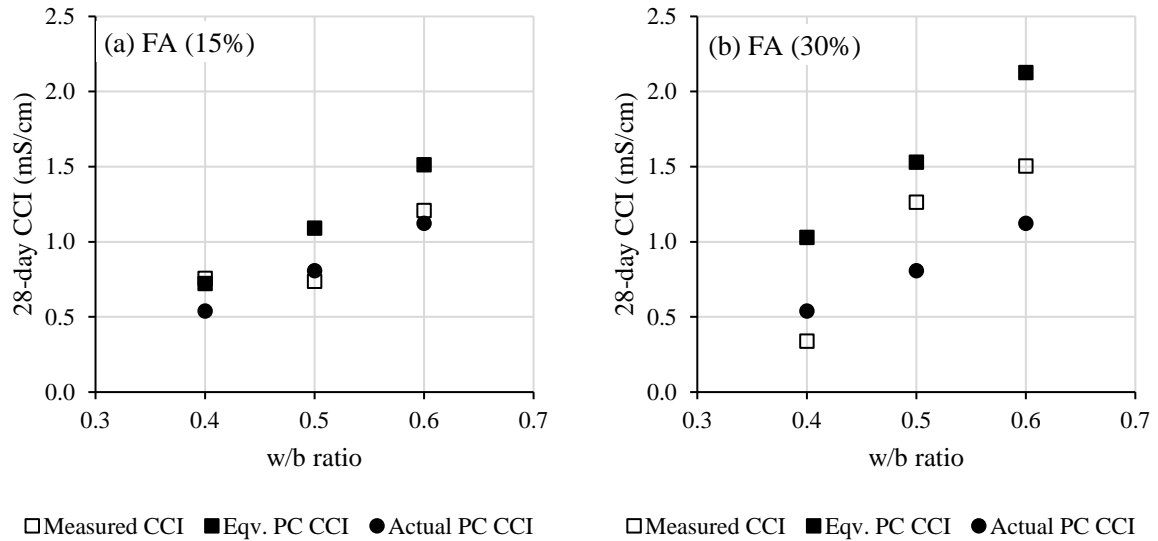 (a) FA (15%)
28-day CCI (mS/cm)
2.5
2.0
1.5
1.0
0.5
0.0
0.3 0.4 0.5 0.6 0.7
w/b ratio
Measured CCI Eqv. PC CCI Actual PC CCI
(b) FA (30%)
28-day CCI (mS/cm)
2.5
2.0
1.5
1.0
0.5
0.0
0.3 0.4 0.5 0.6 0.7
w/b ratio
Measured CCI Eqv. PC CCI Actual PC CCI